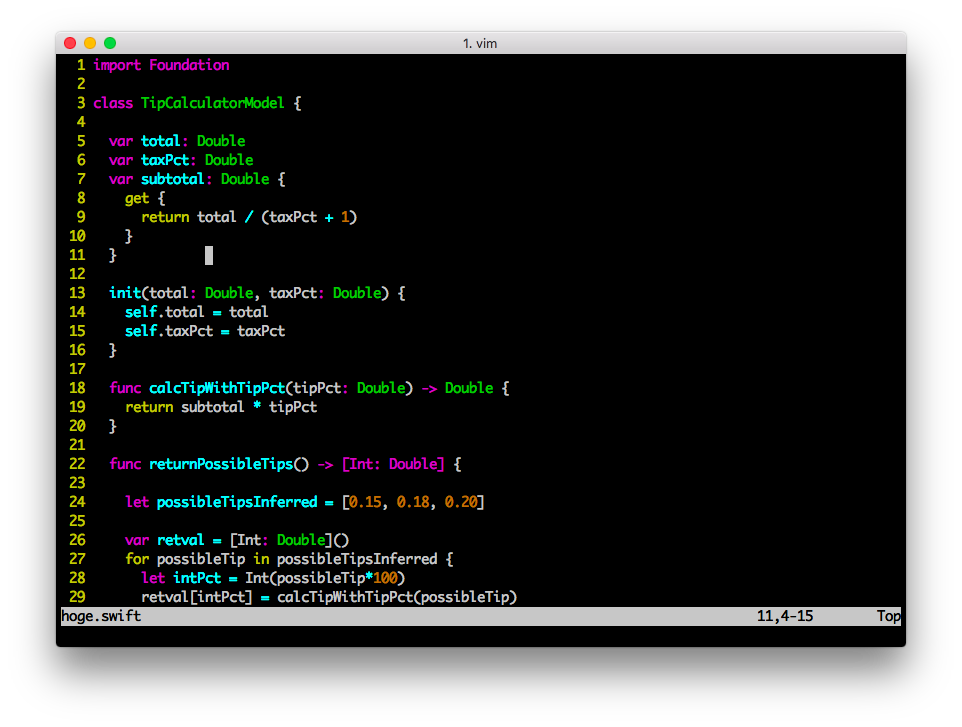 1. vim
1 import Foundation
2
3 class TipCalculatorModel {
4
5   var total: Double
6   var taxPct: Double
7   var subtotal: Double {
8     get {
9       return total / (taxPct + 1)
10     }
11   }
12
13   init(total: Double, taxPct: Double) {
14     self.total = total
15     self.taxPct = taxPct
16   }
17
18   func calcTipWithTipPct(tipPct: Double) -> Double {
19     return subtotal * tipPct
20   }
21
22   func returnPossibleTips() -> [Int: Double] {
23
24     let possibleTipsInferred = [0.15, 0.18, 0.20]
25
26     var retval = [Int: Double]()
27     for possibleTip in possibleTipsInferred {
28       let intPct = Int(possibleTip*100)
29       retval[intPct] = calcTipWithTipPct(possibleTip)
hoge.swift 11,4-15 Top